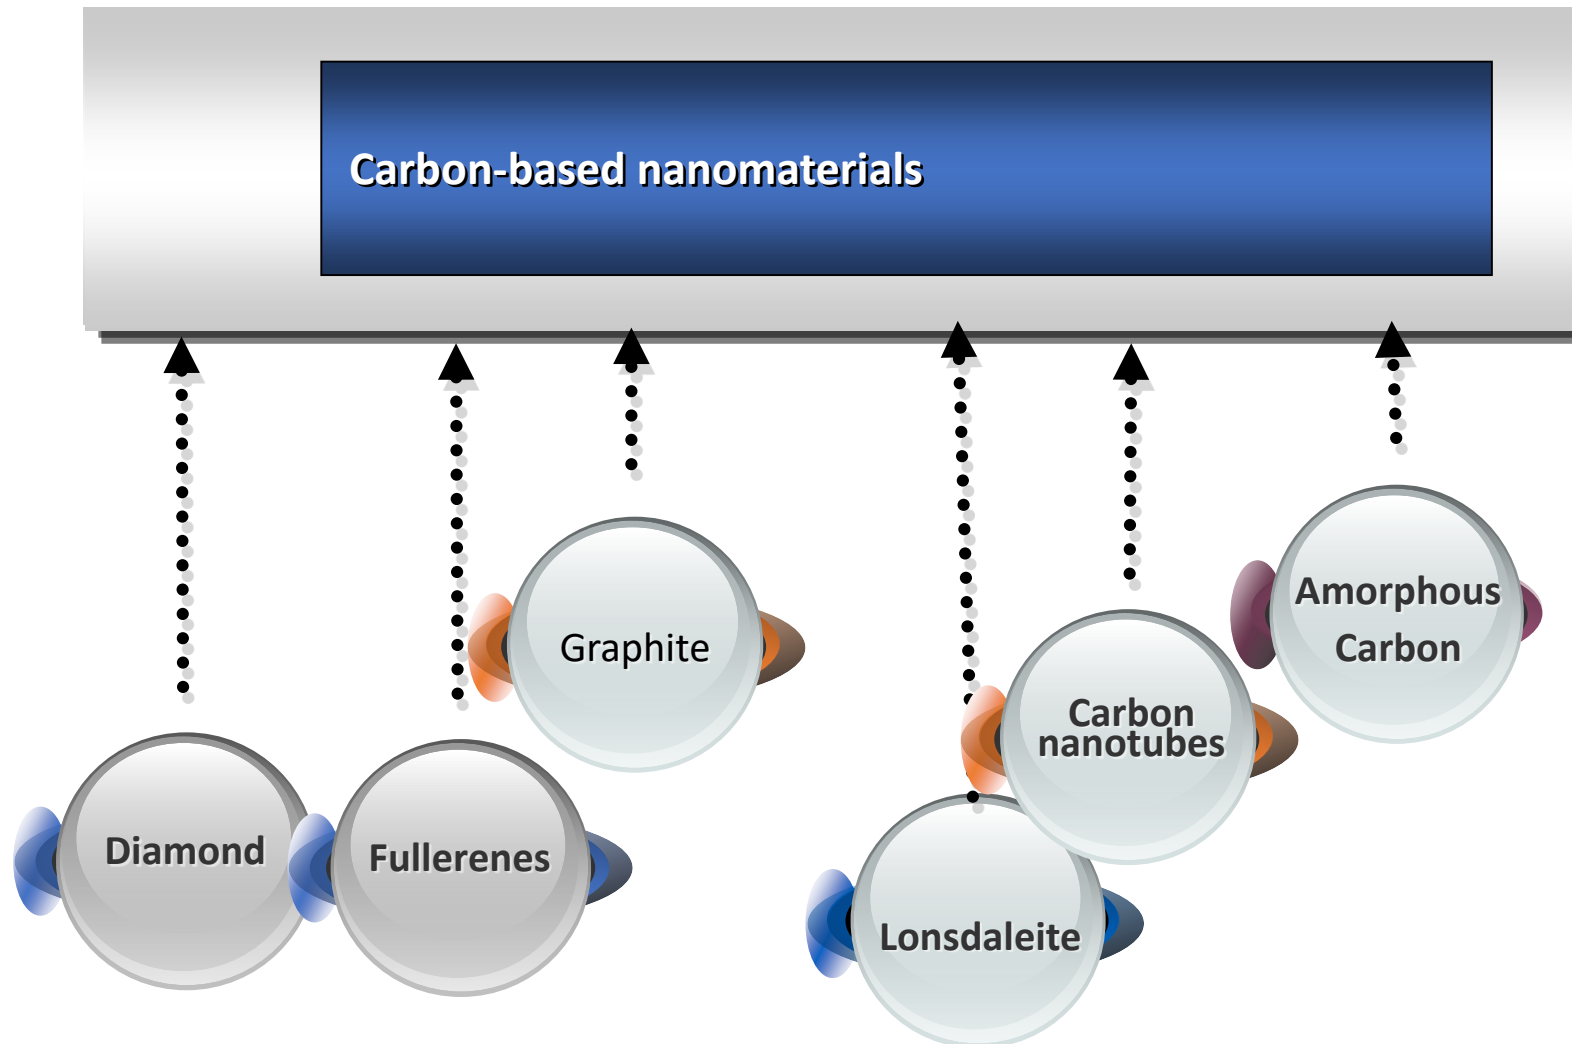 Carbon-based nanomaterials
Graphite
Amorphous
Carbon
Carbon
nanotubes
Diamond
Fullerenes
Lonsdaleite